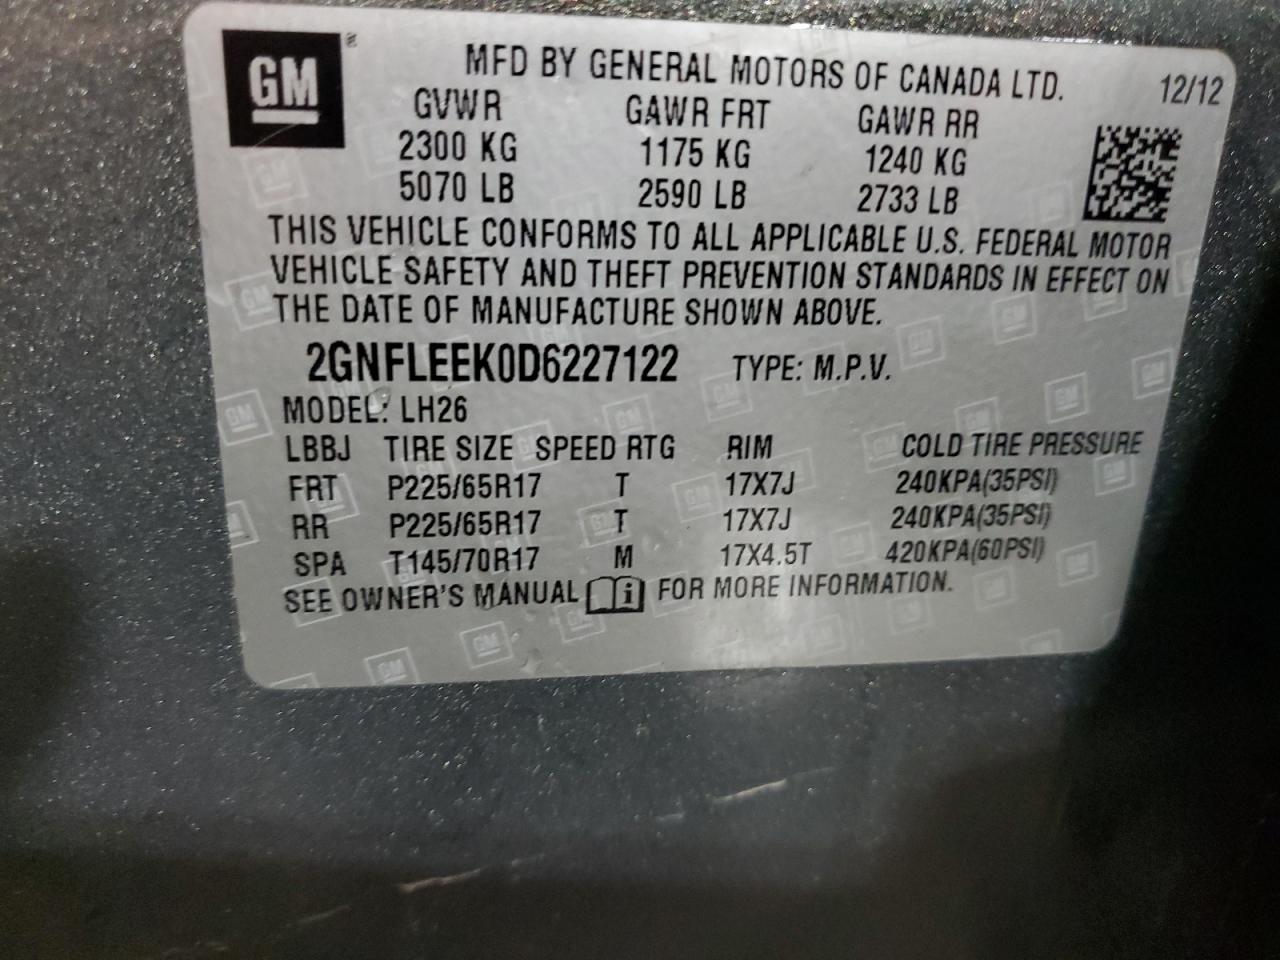 GM ®
MFD BY GENERAL MOTORS OF CANADA LTD. 12/12
GVWR GAWR FRT GAWR RR
2300 KG 1175 KG 1240 KG
5070 LB 2590 LB 2733 LB
THIS VEHICLE CONFORMS TO ALL APPLICABLE U.S. FEDERAL MOTOR
VEHICLE SAFETY AND THEFT PREVENTION STANDARDS IN EFFECT ON
THE DATE OF MANUFACTURE SHOWN ABOVE.
2GNFLEEK0D6227122 TYPE: M.P.V.
MODEL: LH26
LBBJ TIRE SIZE SPEED RTG RIM COLD TIRE PRESSURE
FRT P225/65R17 T 17X7J 240KPA(35PSI)
RR P225/65R17 T 17X7J 240KPA(35PSI)
SPA T145/70R17 M 17X4.5T 420KPA(60PSI)
SEE OWNER'S MANUAL i FOR MORE INFORMATION.